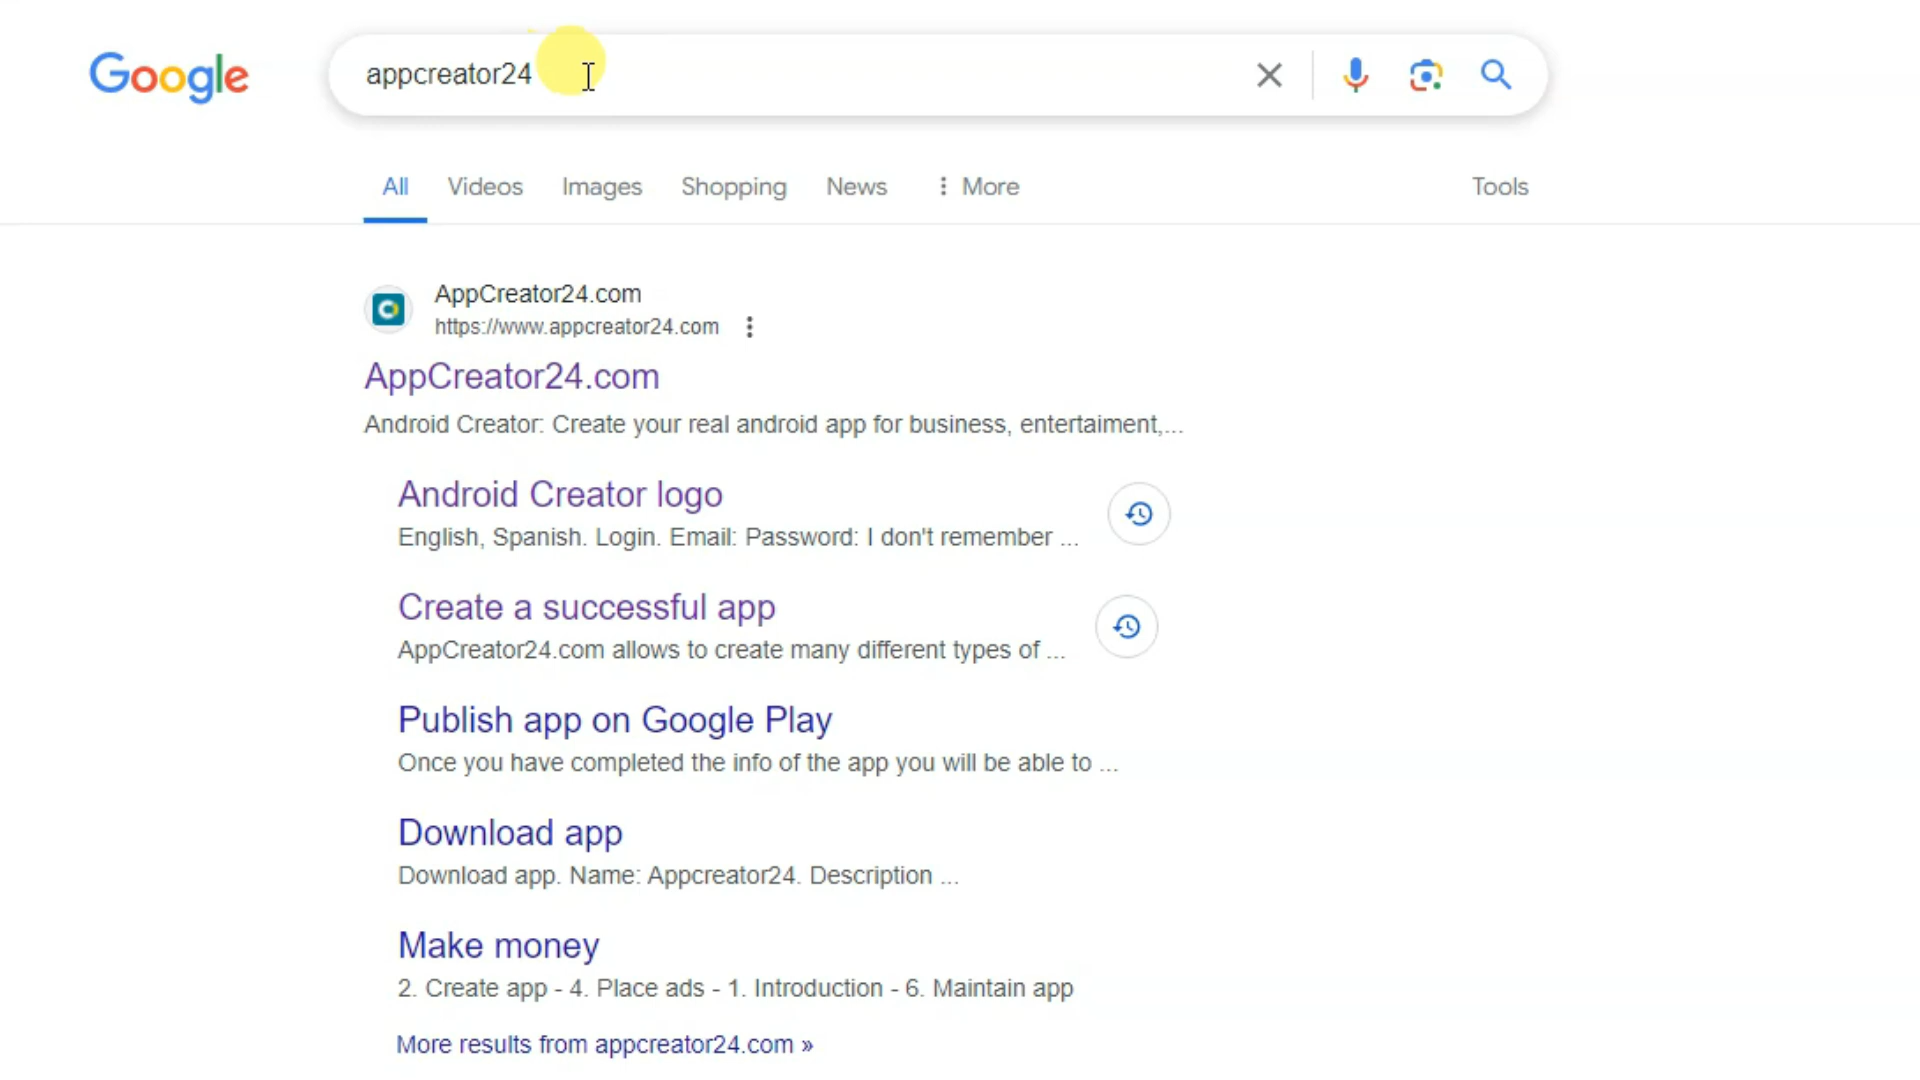 Google
appcreator24
All
Videos
Images
Shopping
News
More
Tools
AppCreator24.com
https://www.appcreator24.com
AppCreator24.com
Android Creator: Create your real android app for business, entertaiment,...
Android Creator logo
English, Spanish. Login. Email: Password: I don't remember ...
Create a successful app
AppCreator24.com allows to create many different types of ...
Publish app on Google Play
Once you have completed the info of the app you will be able to ...
Download app
Download app. Name: Appcreator24. Description ...
Make money
2. Create app - 4. Place ads - 1. Introduction - 6. Maintain app
More results from appcreator24.com »